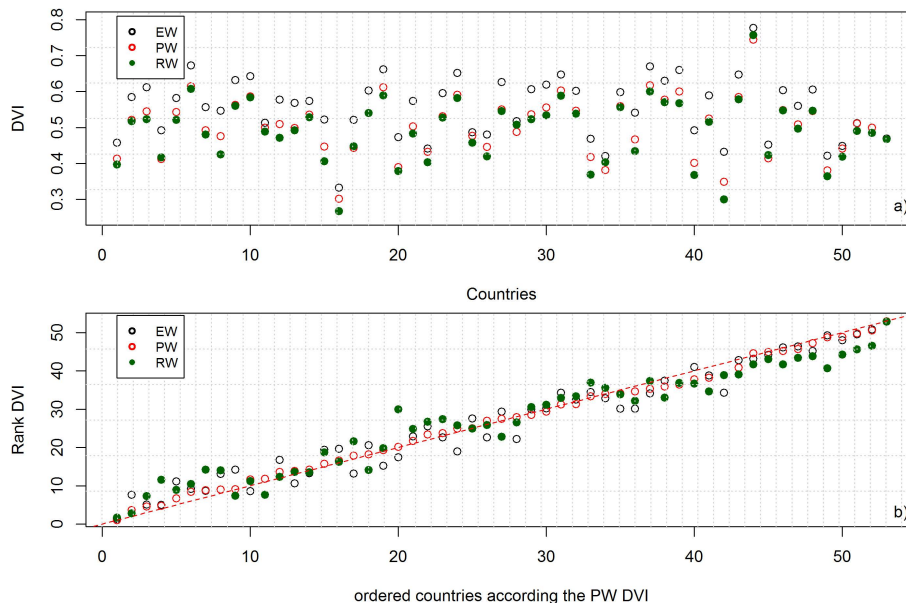 0.8
0.7
0.6
0.5
0.4
0.3
DVI
EW
PW
RW
a)
0 10 20 30 40 50
Countries
50
40
30
20
10
0
Rank DVI
EW
PW
RW
b)
0 10 20 30 40 50
ordered countries according the PW DVI